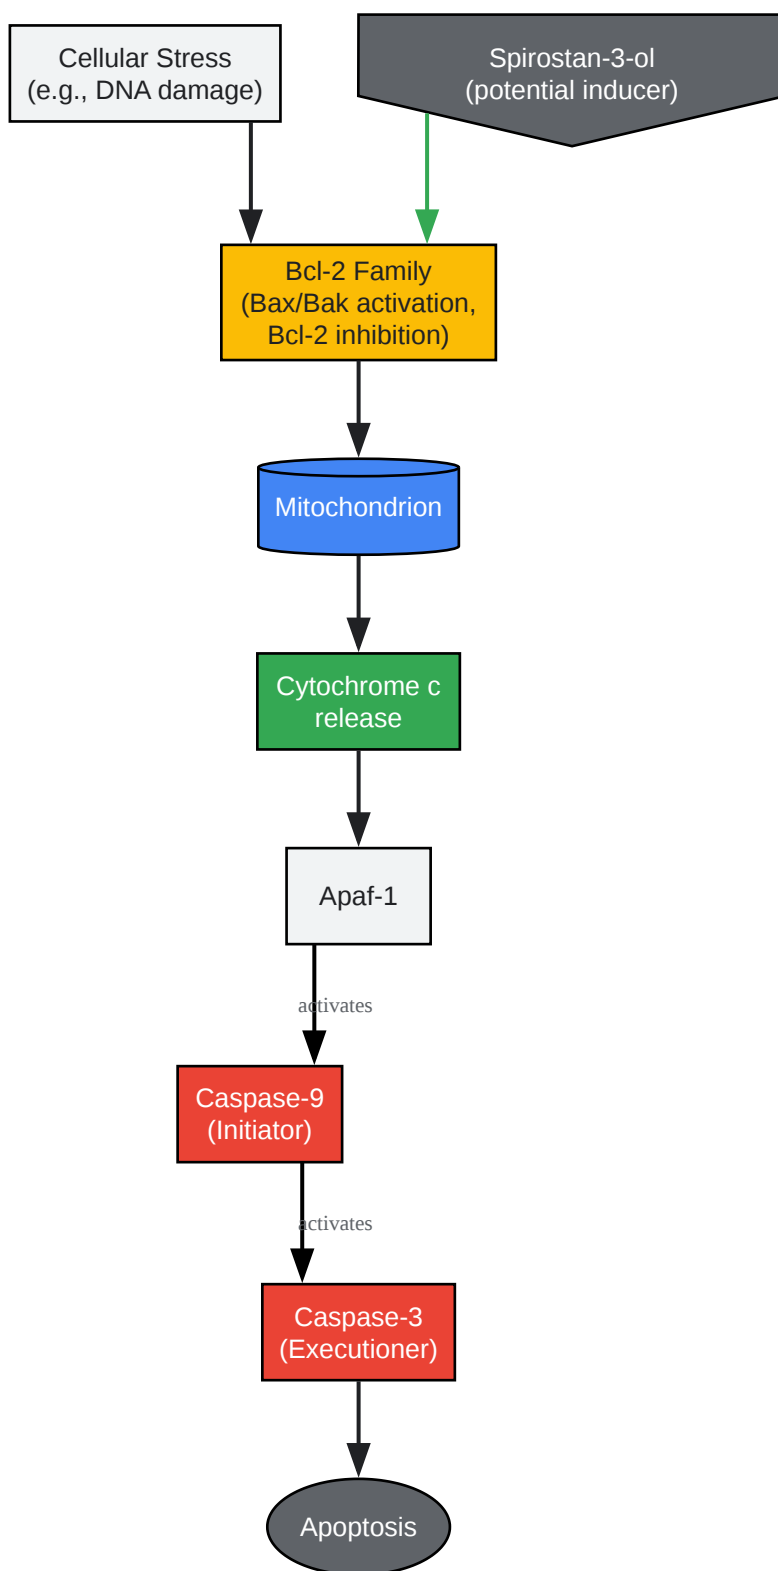 Cellular Stress
(e.g., DNA damage)
Spirostan-3-ol
(potential inducer)
Bcl-2 Family
(Bax/Bak activation,
Bcl-2 inhibition)
Mitochondrion
Cytochrome c
release
Apaf-1
activates
Caspase-9
(Initiator)
activates
Caspase-3
(Executioner)
Apoptosis